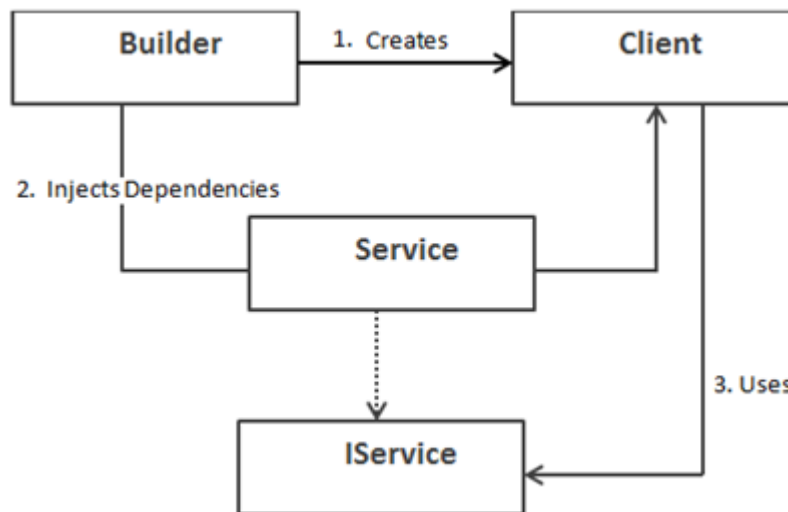 Builder
1. Creates
Client
2. Injects Dependencies
Service
3. Uses
IService